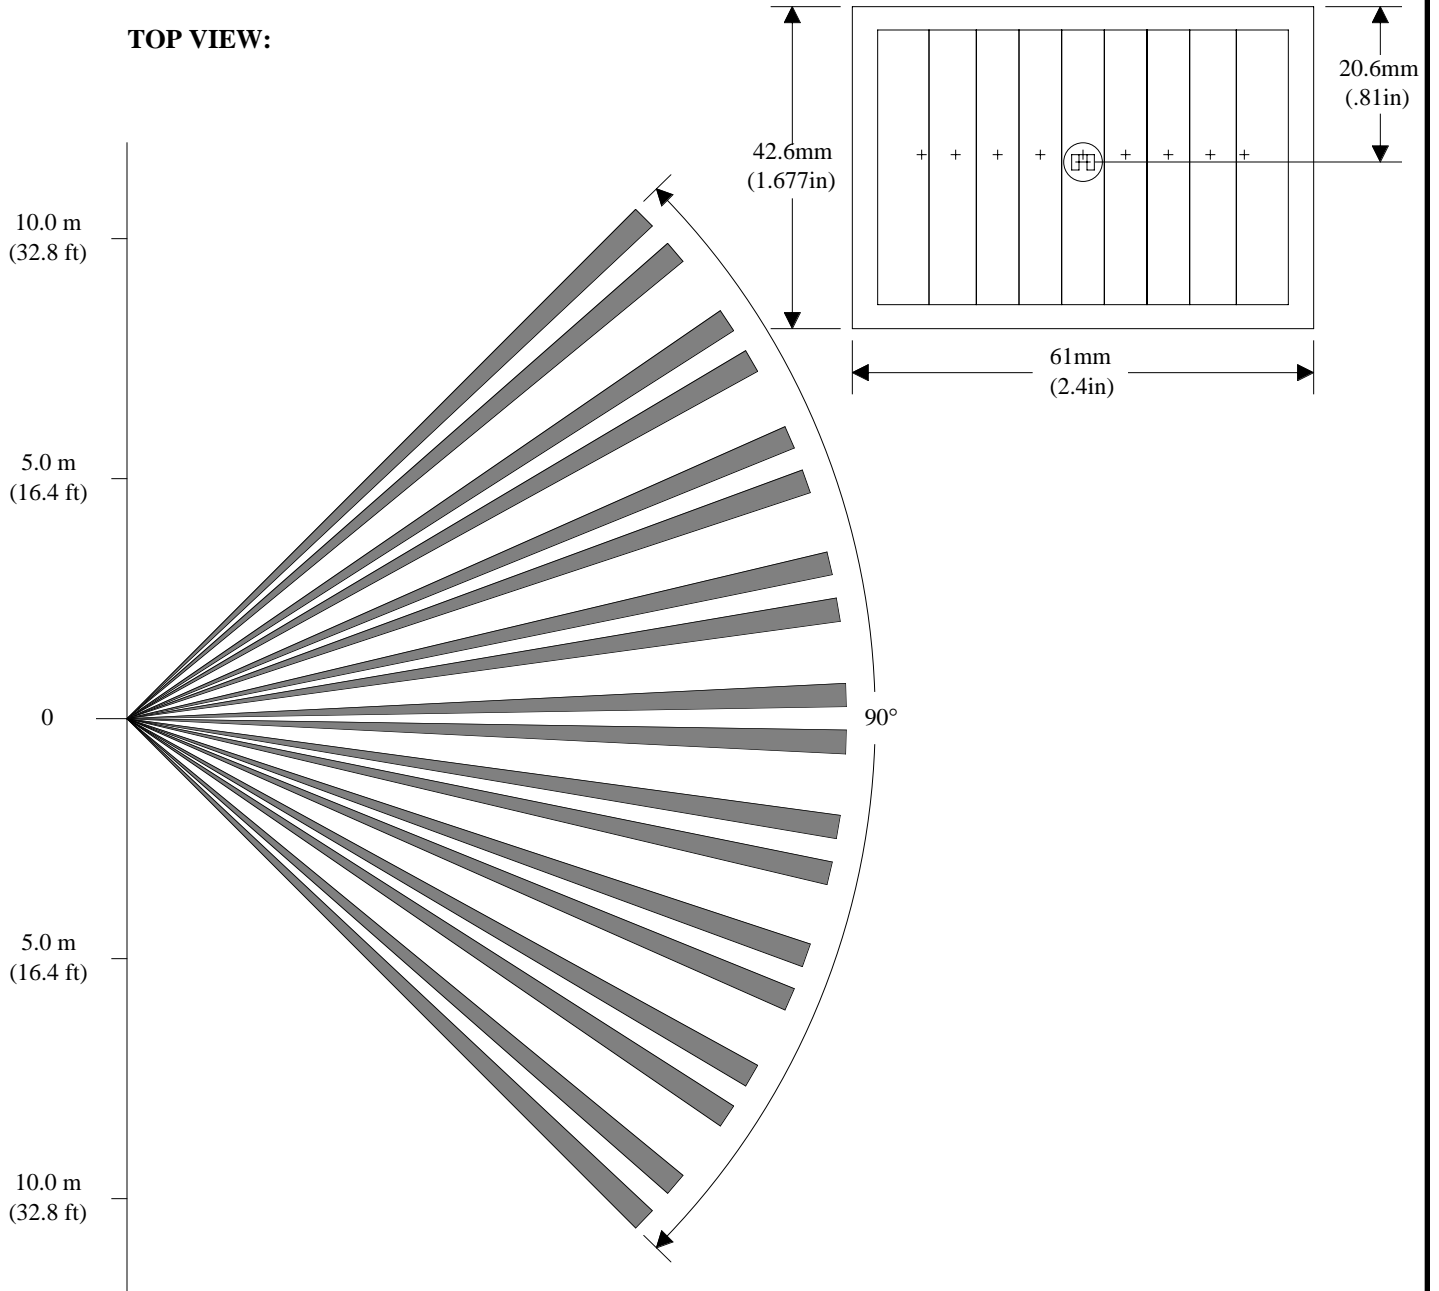 TOP VIEW:
20.6mm
(.81in)
42.6mm
(1.677in)
61mm
(2.4in)
10.0 m
(32.8 ft)
5.0 m
(16.4 ft)
0
90°
5.0 m
(16.4 ft)
10.0 m
(32.8 ft)